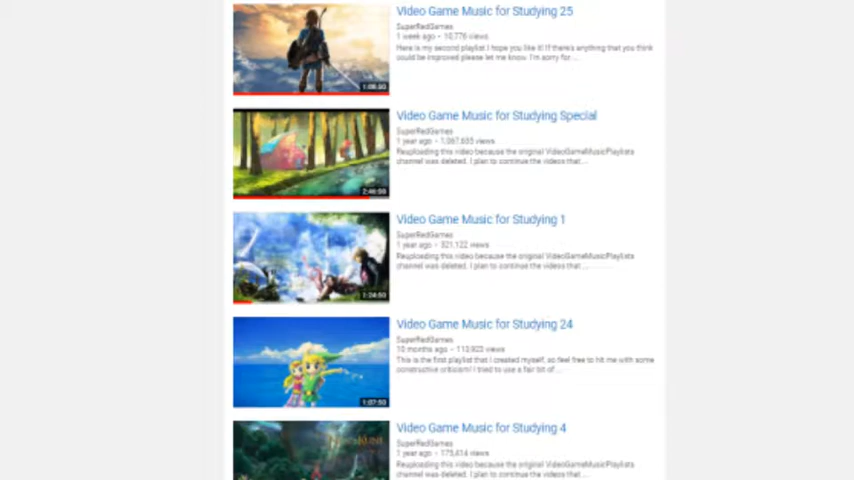 Video Game Music for Studying 25
SuperRedGames
1 week ago • 10,776 views
Here is my second playlist I hope you like it! If there's anything that you think
could be improved please let me know. I'm sorry for ...
1:08:50
Video Game Music for Studying Special
SuperRedGames
1 year ago • 1,067,635 views
Reuploading this video because the original VideoGameMusicPlaylists
channel was deleted. I plan to continue the videos that ...
Video Game Music for Studying 1
SuperRedGames
1 year ago • 321,122 views
Reuploading this video because the original VideoGameMusicPlaylists
channel was deleted. I plan to continue the videos that ...
Video Game Music for Studying 24
SuperRedGames
10 months ago • 113,923 views
This is the first playlist that I created myself, so feel free to hit me with some
constructive criticism! I tried to use a fair bit of ...
1:07:50
Video Game Music for Studying 4
SuperRedGames
1 year ago • 173,414 views
Reuploading this video because the original VideoGameMusicPlaylists
channel was deleted. I plan to continue the videos that ...